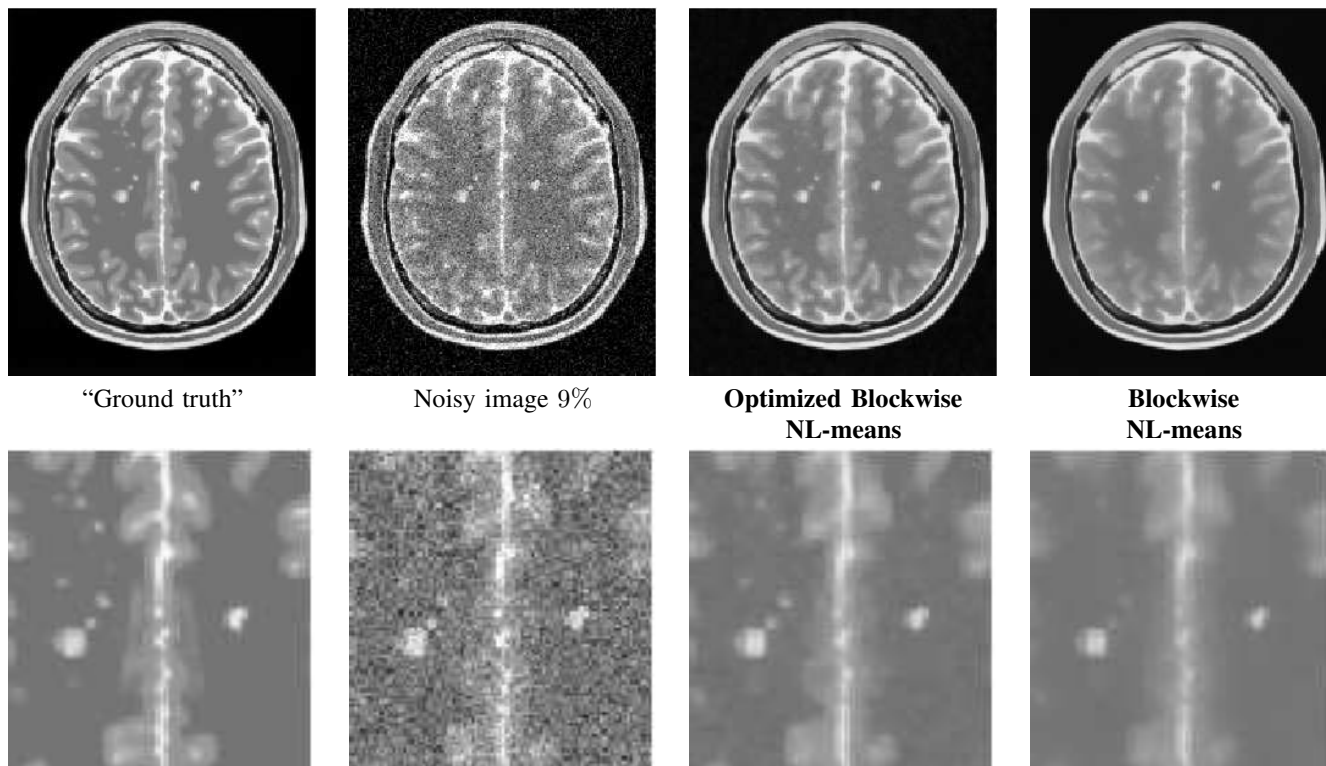 “Ground truth”
Noisy image 9%
Optimized Blockwise
NL-means
Blockwise
NL-means